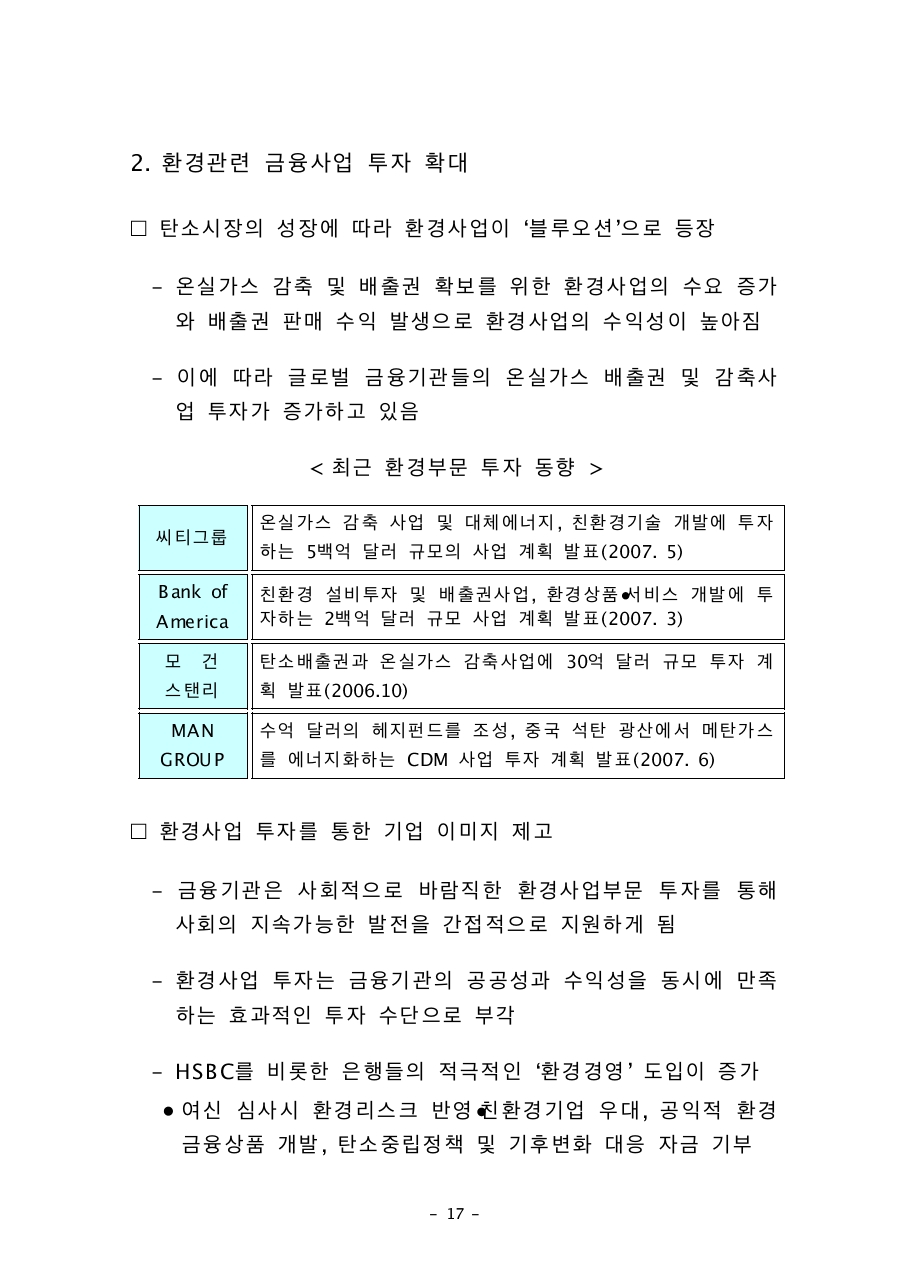 2. 환경관련 금융사업 투자 확대
□ 탄소시장의 성장에 따라 환경사업이 ‘블루오션’으로 등장
– 온실가스 감축 및 배출권 확보를 위한 환경사업의 수요 증가
와 배출권 판매 수익 발생으로 환경사업의 수익성이 높아짐
– 이에 따라 글로벌 금융기관들의 온실가스 배출권 및 감축사
업 투자가 증가하고 있음
< 최근 환경부문 투자 동향 >
씨티그룹
온실가스 감축 사업 및 대체에너지, 친환경기술 개발에 투자
하는 5백억 달러 규모의 사업 계획 발표(2007. 5)
Bank of
America
친환경 설비투자 및 배출권사업, 환경상품•서비스 개발에 투
자하는 2백억 달러 규모 사업 계획 발표(2007. 3)
모 건
스탠리
탄소배출권과 온실가스 감축사업에 30억 달러 규모 투자 계
획 발표(2006.10)
MAN
GROUP
수억 달러의 헤지펀드를 조성, 중국 석탄 광산에서 메탄가스
를 에너지화하는 CDM 사업 투자 계획 발표(2007. 6)
□ 환경사업 투자를 통한 기업 이미지 제고
– 금융기관은 사회적으로 바람직한 환경사업부문 투자를 통해
사회의 지속가능한 발전을 간접적으로 지원하게 됨
– 환경사업 투자는 금융기관의 공공성과 수익성을 동시에 만족
하는 효과적인 투자 수단으로 부각
– HSBC를 비롯한 은행들의 적극적인 ‘환경경영’ 도입이 증가
• 여신 심사시 환경리스크 반영•친환경기업 우대, 공익적 환경
금융상품 개발, 탄소중립정책 및 기후변화 대응 자금 기부
– 17 –